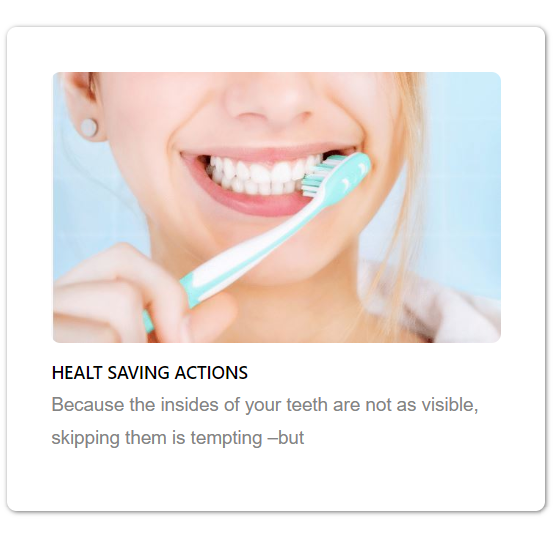 HEALT SAVING ACTIONS
Because the insides of your teeth are not as visible,
skipping them is tempting –but